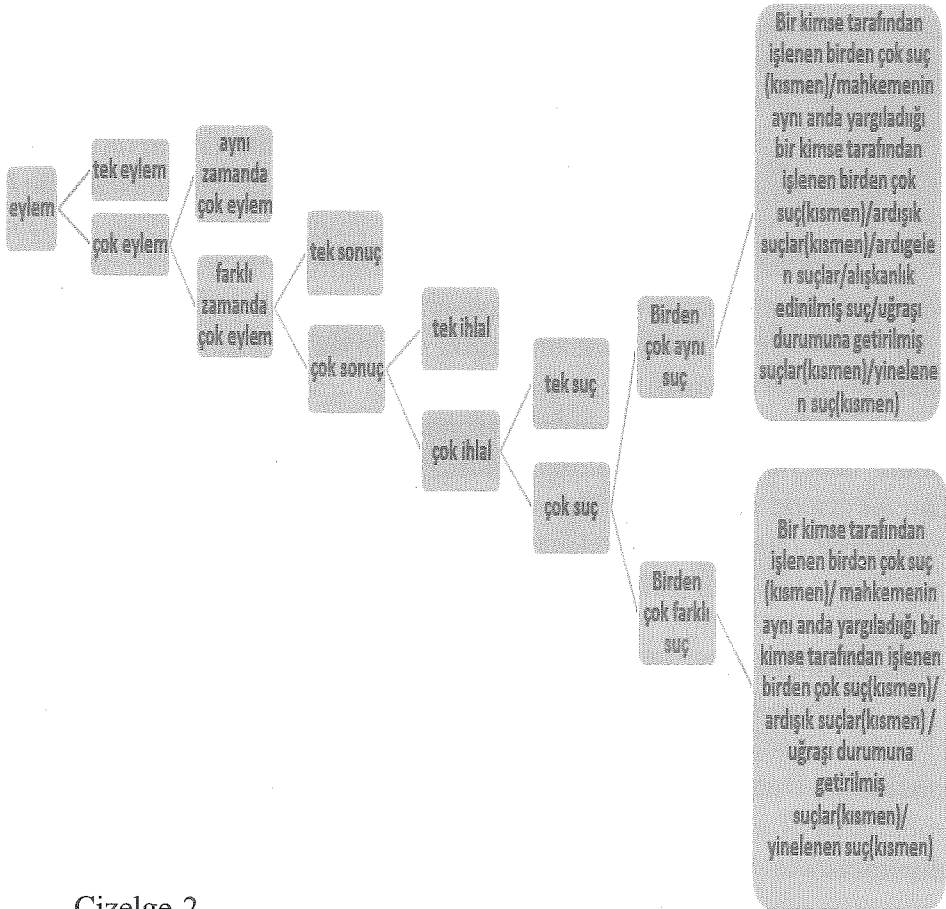 eylem
tek eylem
çok eylem
aynı
zamanda
çok eylem
farklı
zamanda
çok eylem
tek sonuç
çok sonuç
tek ihlal
çok ihlal
tek suç
çok suç
Birden
çok aynı
suç
Birden
çok farklı
suç
Bir kimse tarafından
işlenen birden çok suç
(kısmen)/mahkemenin
aynı anda yargıladığı
bir kimse tarafından
işlenen birden çok
suç(kısmen)/ardışık
suçlar(kısmen)/ardıgele
n suçlar/alışkanlık
edinilmiş suç/uğraşı
durumuna getirilmiş
suçlar(kısmen)/yinelene
n suç(kısmen)
Bir kimse tarafından
işlenen birden çok suç
(kısmen)/ mahkemenin
aynı anda yargıladığı bir
kimse tarafından işlenen
birden çok suç(kısmen)/
ardışık suçlar(kısmen) /
uğraşı durumuna
getirilmiş
suçlar(kısmen)/
yinelenen suç(kısmen)
Çizelge 2